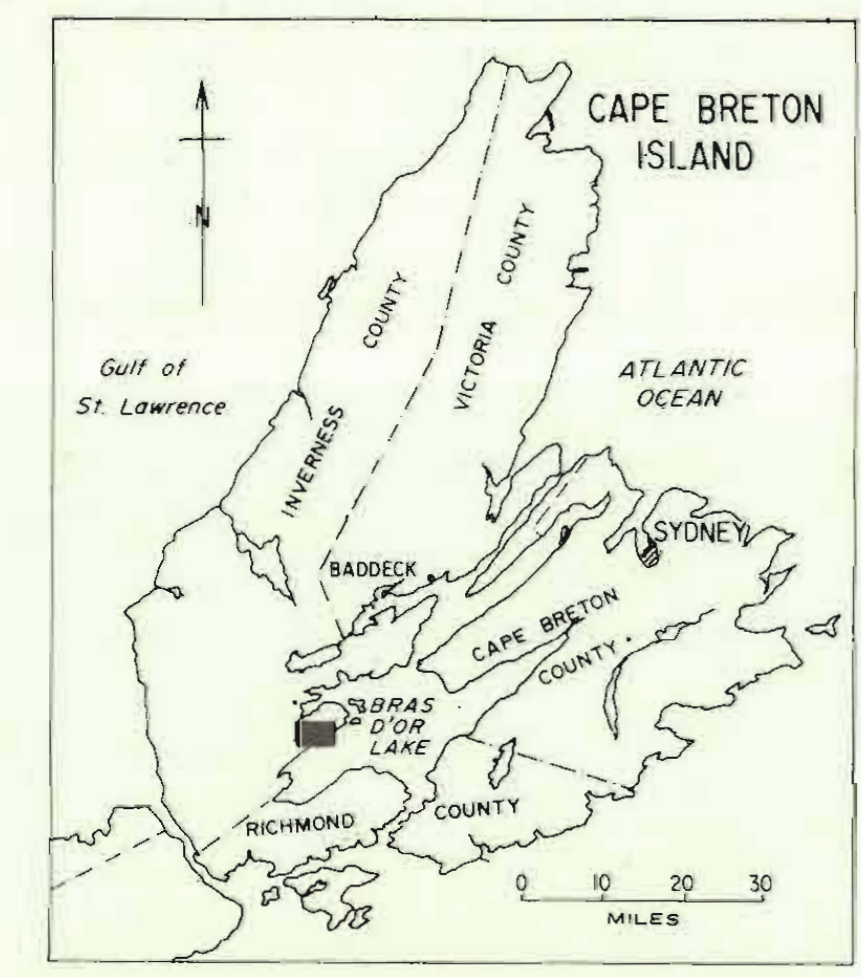 CAPE BRETON
ISLAND
N
COUNTY
COUNTY
VICTORIA
INVERNESS
Gulf of
St. Lawrence
ATLANTIC
OCEAN
SYDNEY
BADDECK
CAPE BRETON
COUNTY
BRAS
D'OR
LAKE
RICHMOND
COUNTY
0 10 20 30
MILES